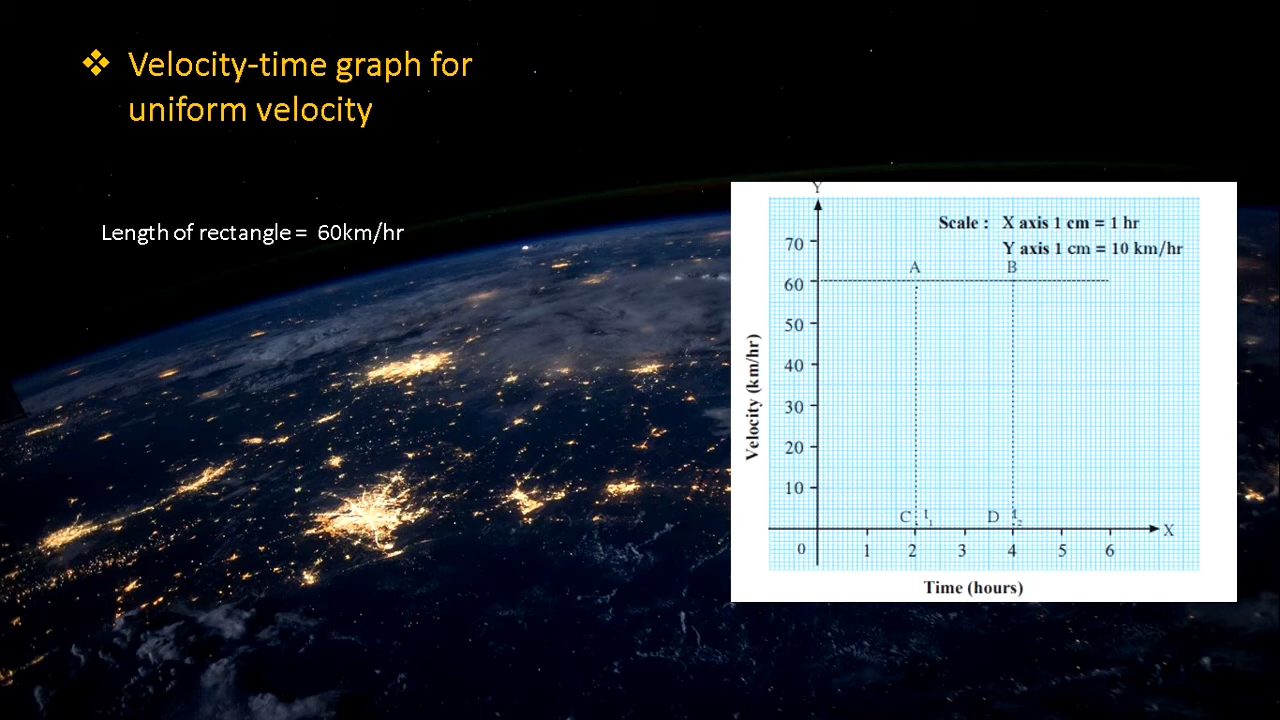 ❖ Velocity-time graph for
uniform velocity
Length of rectangle = 60km/hr
Y
Scale : X axis 1 cm = 1 hr
Y axis 1 cm = 10 km/hr
70
A B
60
50
40
30
20
10
Velocity (km/hr)
C t₁ D t₂
X
0 1 2 3 4 5 6
Time (hours)